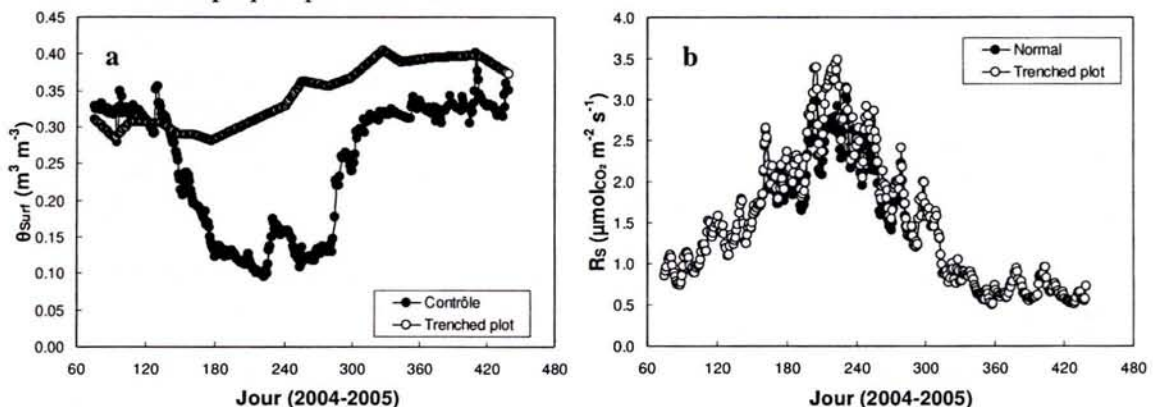 a
θSurf (m³ m⁻³)
0.45
0.40
0.35
0.30
0.25
0.20
0.15
0.10
0.05
0.00
60 120 180 240 300 360 420 480
Jour (2004-2005)
Contrôle
Trenched plot
b
Rs (µmolCO₂ m⁻² s⁻¹)
4.0
3.5
3.0
2.5
2.0
1.5
1.0
0.5
0.0
60 120 180 240 300 360 420 480
Jour (2004-2005)
Normal
Trenched plot